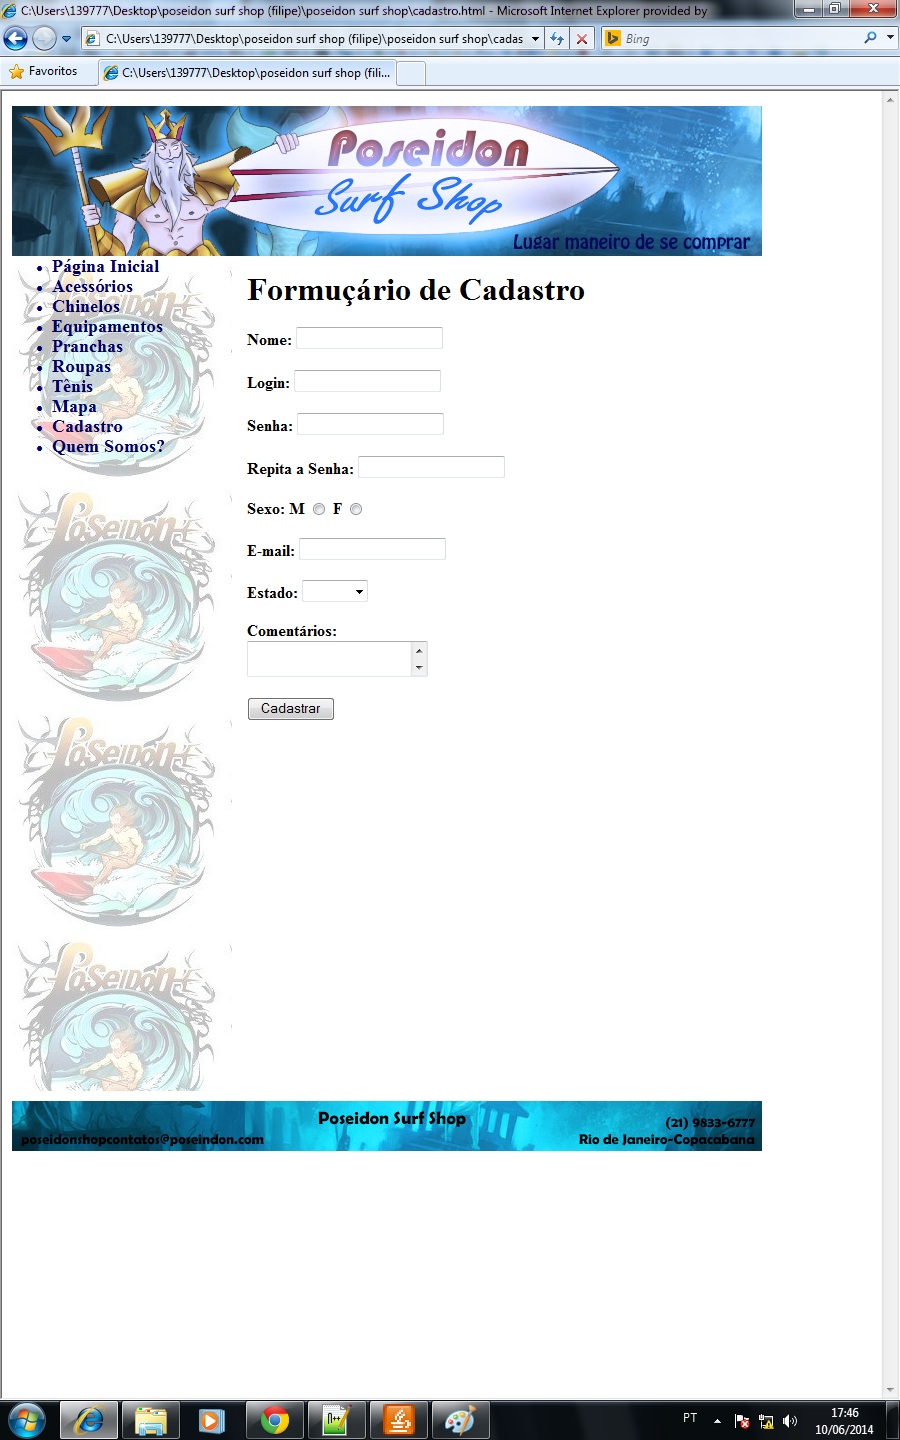 C:\Users\139777\Desktop\poseidon surf shop (filipe)\poseidon surf shop\cadastro.html - Microsoft Internet Explorer provided by
C:\Users\139777\Desktop\poseidon surf shop (filipe)\poseidon surf shop\cadas
Bing
Favoritos
C:\Users\139777\Desktop\poseidon surf shop (fili...
Poseidon
Surf Shop
Lugar maneiro de se comprar
Página Inicial
Acessórios
Chinelos
Equipamentos
Pranchas
Roupas
Tênis
Mapa
Cadastro
Quem Somos?
Poseidon
Poseidon
Poseidon
Poseidon
Formuçário de Cadastro
Nome:
Login:
Senha:
Repita a Senha:
Sexo: M F
E-mail:
Estado:
Comentários:
Cadastrar
Poseidon Surf Shop
poseidonshopcontatos@poseindon.com
(21) 9833-6777
Rio de Janeiro-Copacabana
PT
17:46
10/06/2014